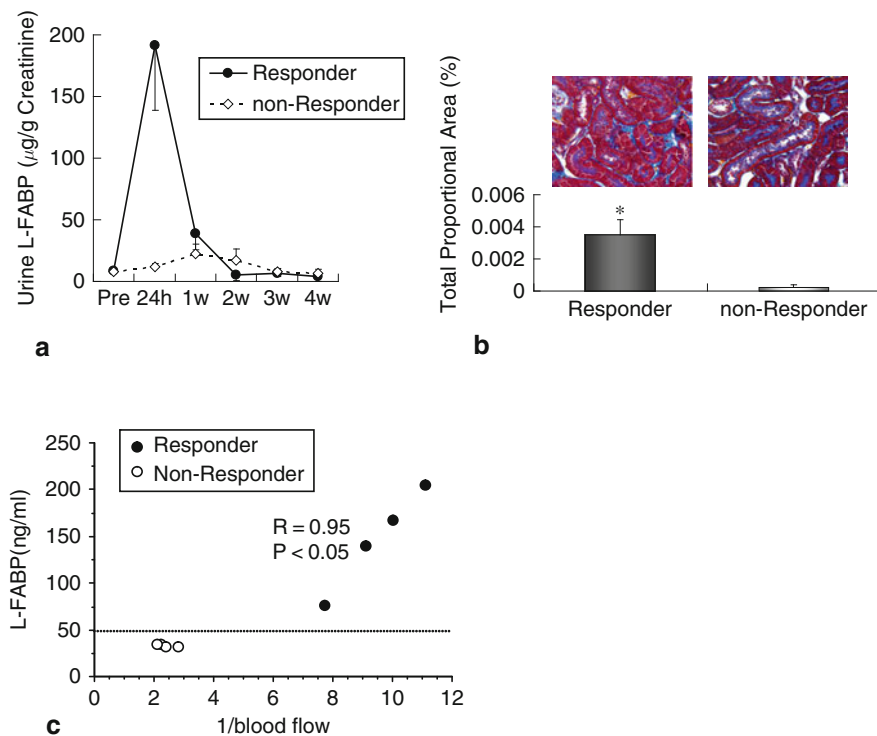 200
150
100
50
0
Urine L-FABP (µg/g Creatinine)
Responder
non-Responder
Pre 24h 1w 2w 3w 4w
a
Total Proportional Area (%)
0.006
0.004
0.002
0
*
Responder non-Responder
b
Responder
Non-Responder
250
200
150
100
50
0
L-FABP(ng/ml)
R = 0.95
P < 0.05
0 2 4 6 8 10 12
1/blood flow
c